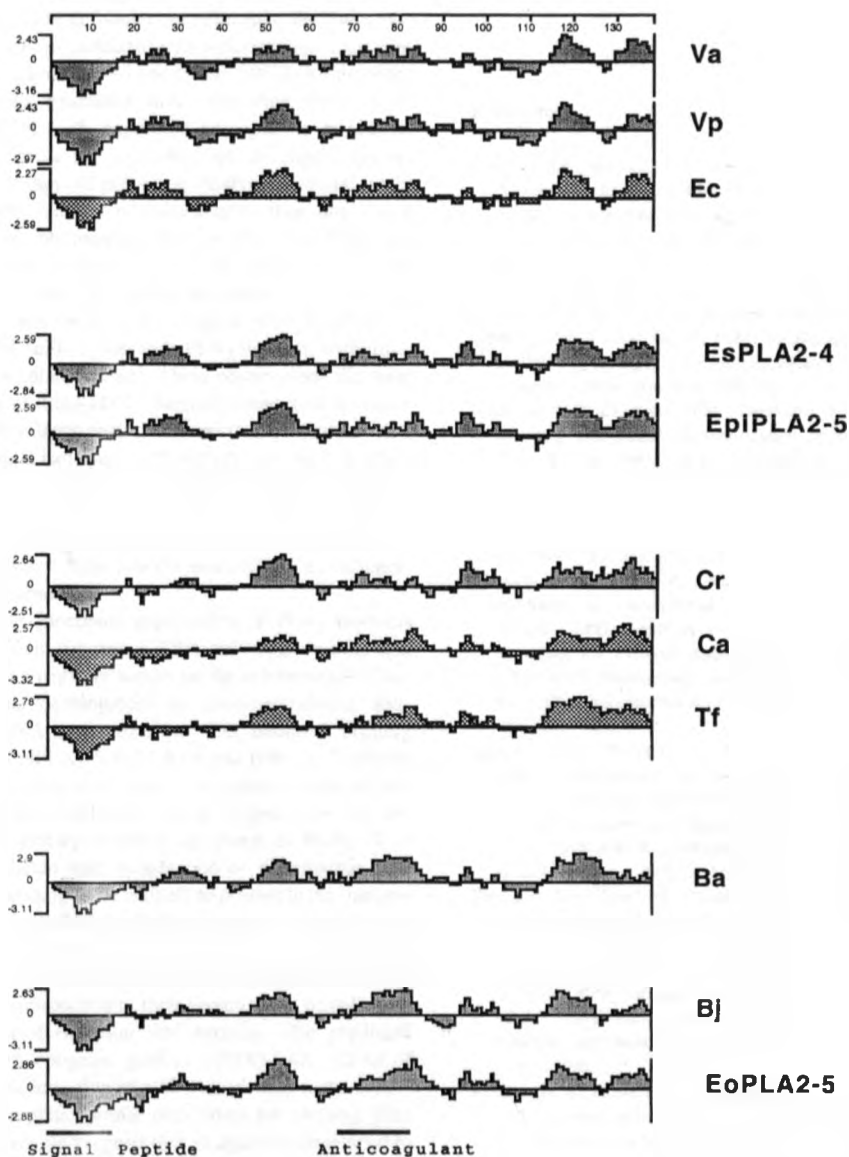 10 20 30 40 50 60 70 80 90 100 110 120 130
2.43
0
-3.16
Va
2.43
0
-2.97
Vp
2.27
0
-2.59
Ec
2.59
0
-2.84
EsPLA2-4
2.59
0
-2.59
EplPLA2-5
2.64
0
-2.51
Cr
2.57
0
-3.32
Ca
2.76
0
-3.11
Tf
2.9
0
-3.11
Ba
2.63
0
-3.11
Bj
2.86
0
-2.88
EoPLA2-5
Signal Peptide Anticoagulant